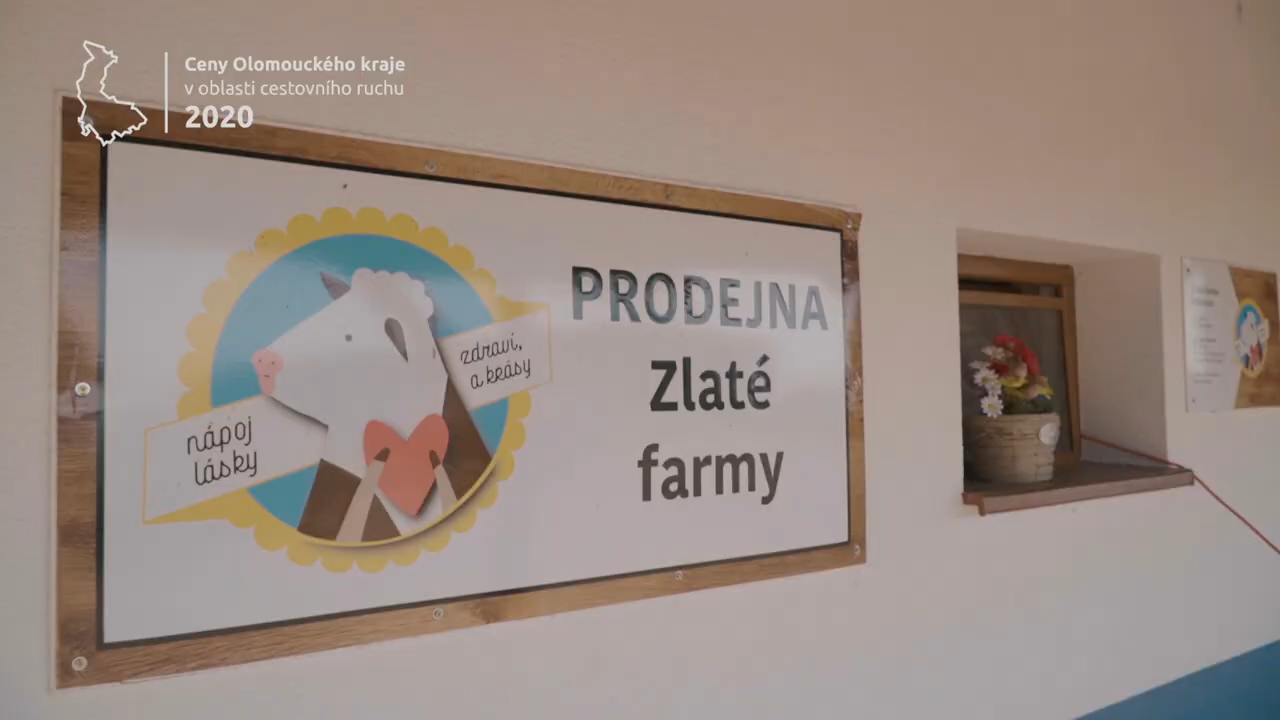 Ceny Olomouckého kraje
v oblasti cestovního ruchu
2020
PRODEJNA
Zlaté
farmy
nápoj
lásky
zdraví,
a krásy